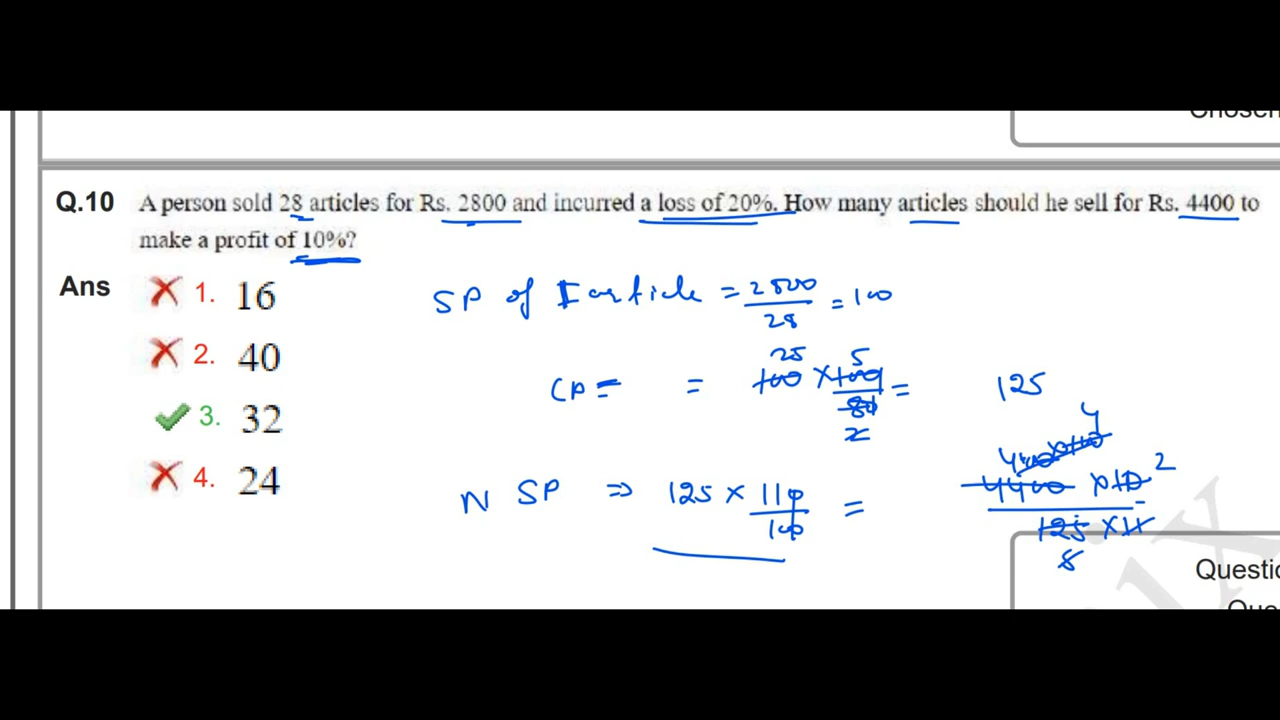 Chosen
Q.10 A person sold 28 articles for Rs. 2800 and incurred a loss of 20%. How many articles should he sell for Rs. 4400 to
make a profit of 10%?
Ans
1. 16
2. 40
3. 32
4. 24
SP of 1 article = 2800/28 = 100
CP = = 100 × 100/80 = 125
25 5
N SP ⇒ 125 × 110/100 =
4400 × 10 2
125 × 11
8
Questio
IX